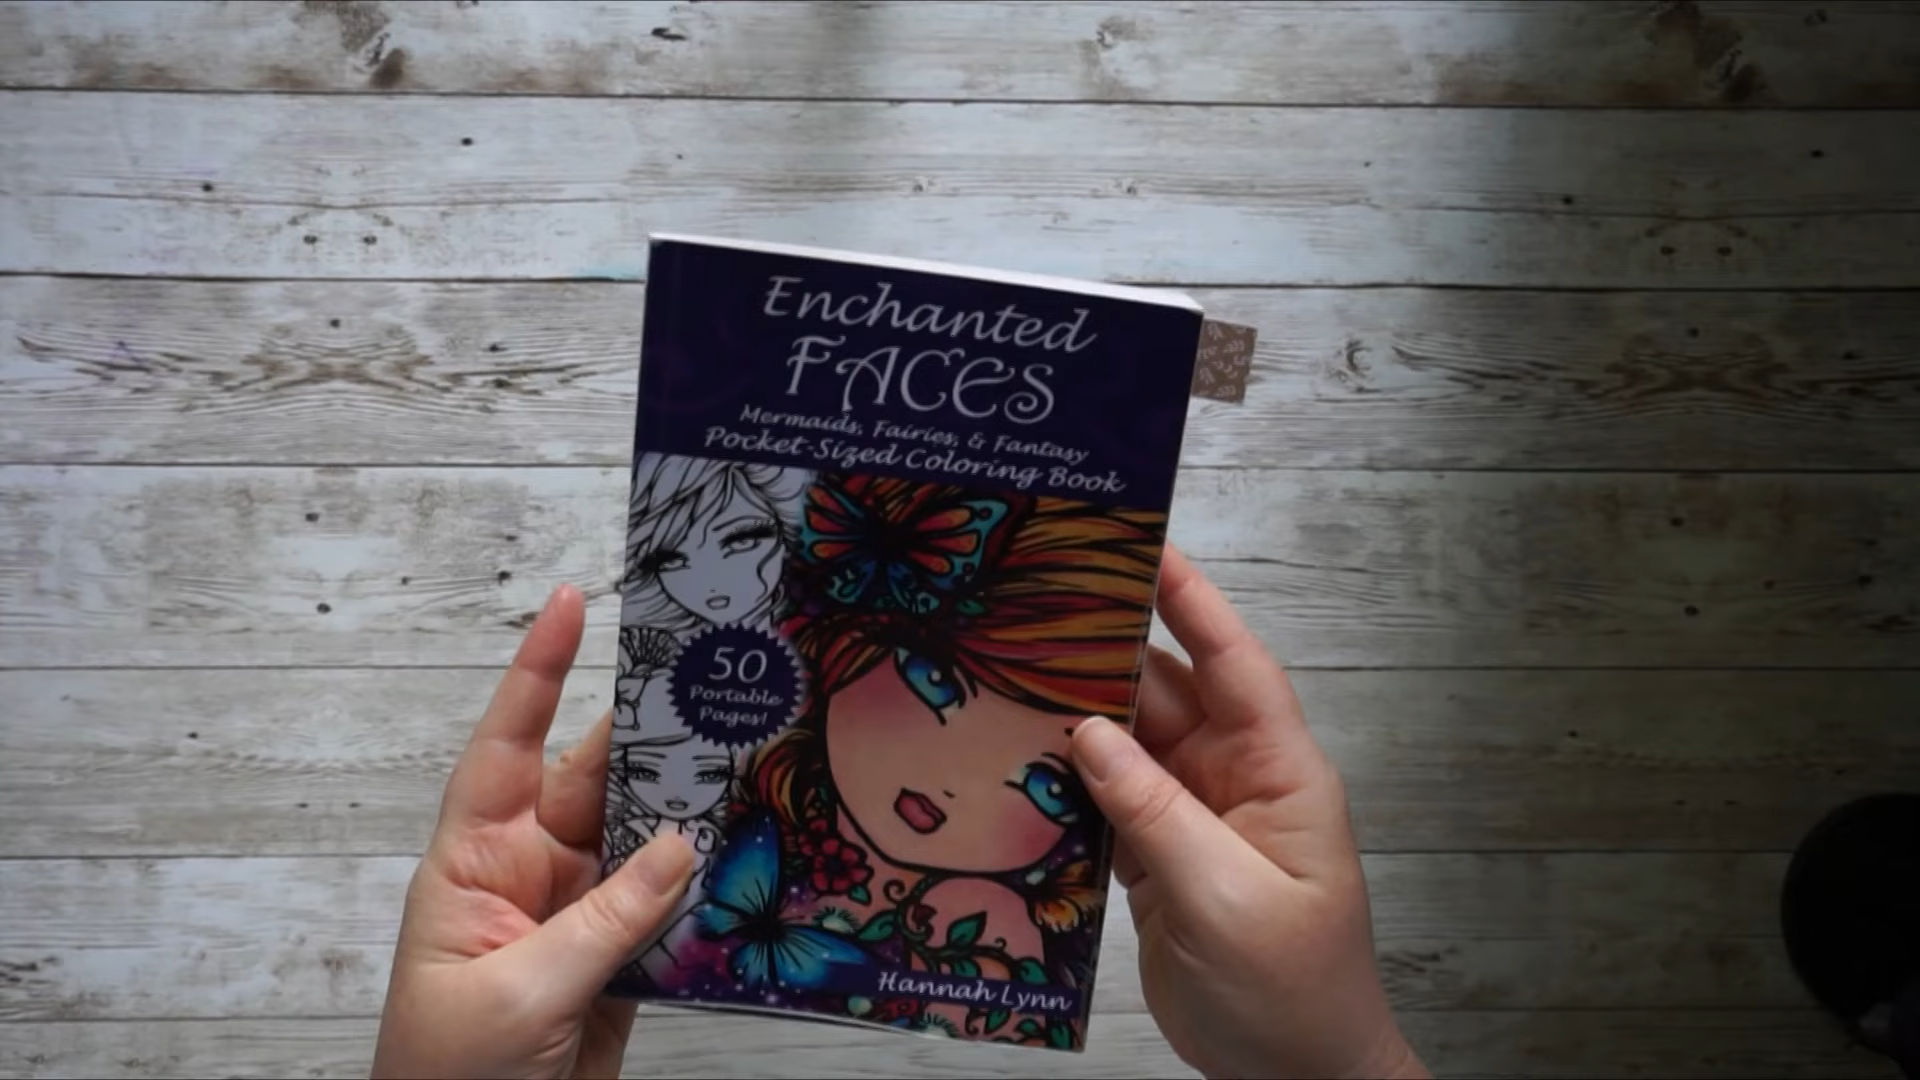 Enchanted
FACES
Mermaids, Fairies, & Fantasy
Pocket-Sized Coloring Book
50
Portable
Pages!
Hannah Lynn